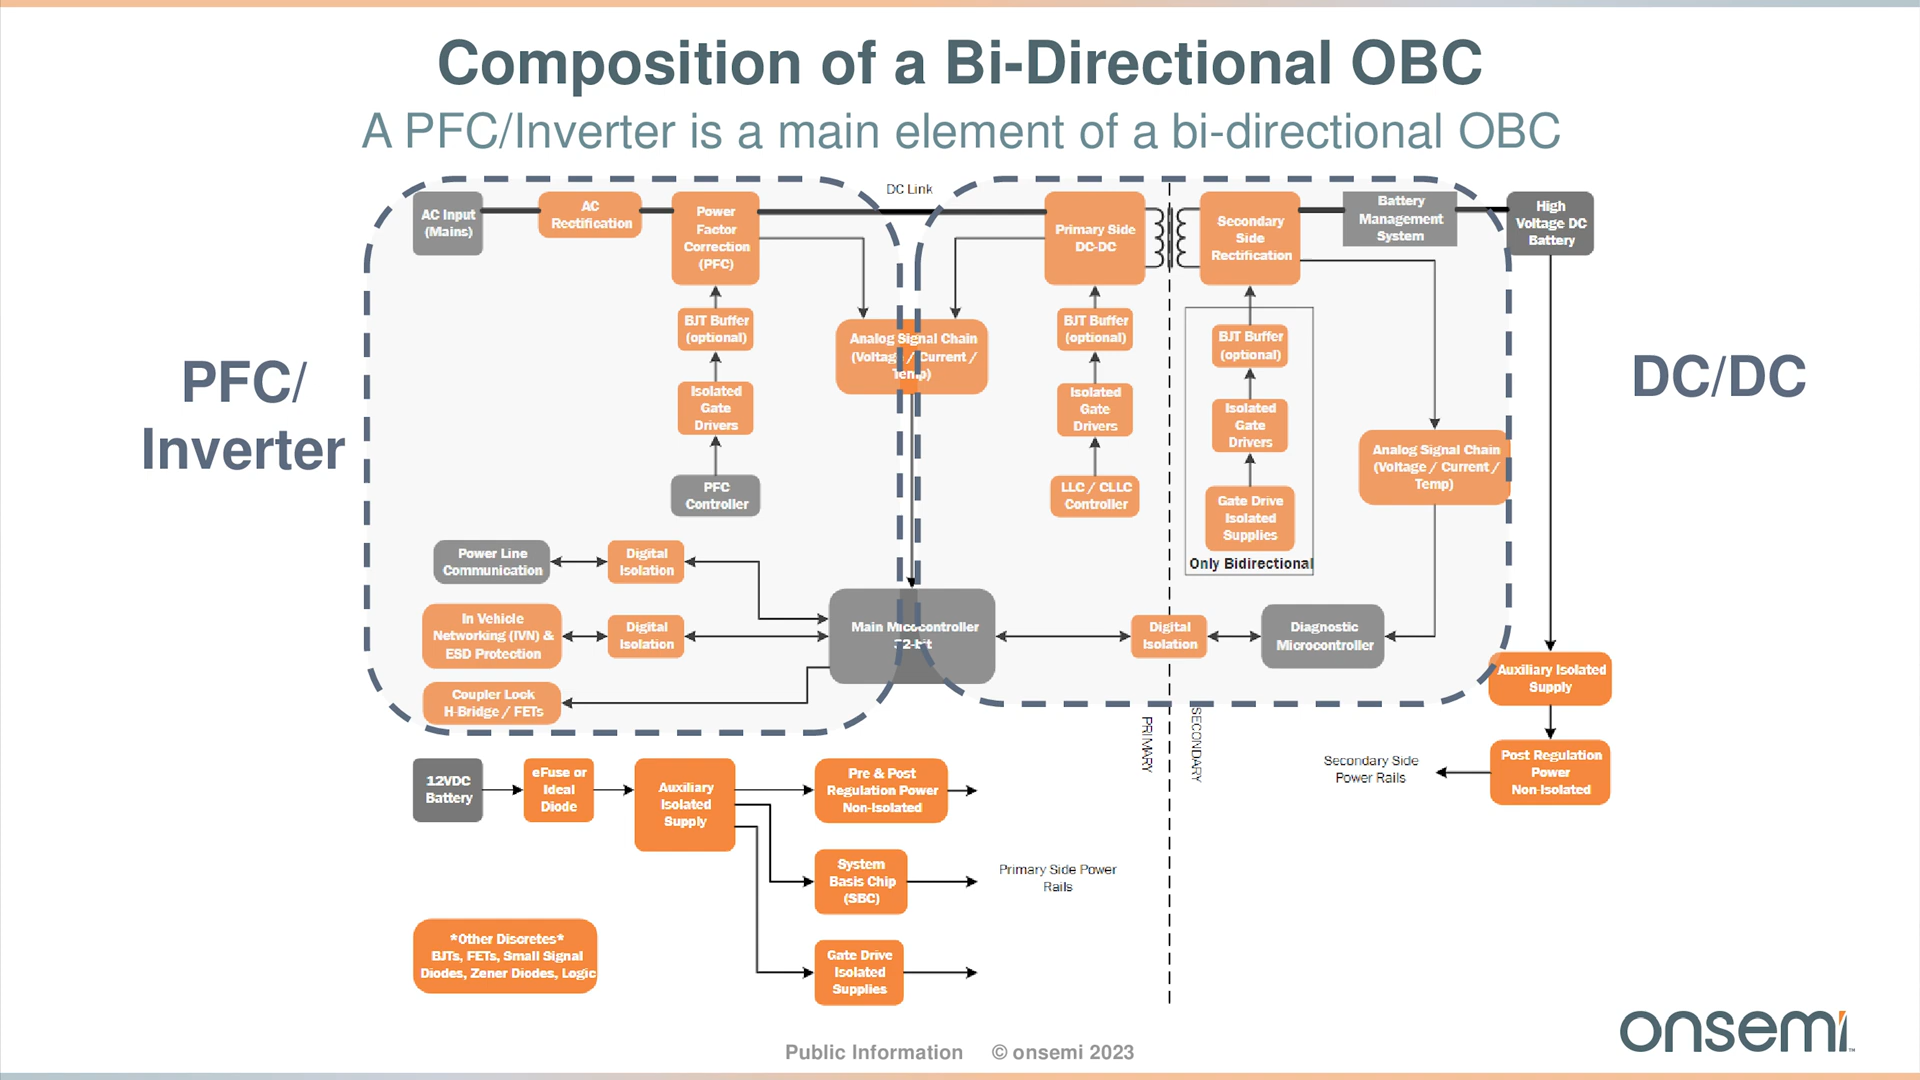 Composition of a Bi-Directional OBC
A PFC/Inverter is a main element of a bi-directional OBC
DC Link
AC Input
(Mains)
AC
Rectification
Power
Factor
Correction
(PFC)
Primary Side
DC-DC
Secondary
Side
Rectification
Battery
Management
System
High
Voltage DC
Battery
BJT Buffer
(optional)
Isolated
Gate
Drivers
PFC
Controller
Analog Signal Chain
(Voltage / Current /
Temp)
BJT Buffer
(optional)
Isolated
Gate
Drivers
LLC / CLLC
Controller
BJT Buffer
(optional)
Isolated
Gate
Drivers
Gate Drive
Isolated
Supplies
Only Bidirectional
Analog Signal Chain
(Voltage / Current /
Temp)
PFC/
Inverter
DC/DC
Power Line
Communication
Digital
Isolation
In Vehicle
Networking (IVN) &
ESD Protection
Digital
Isolation
Coupler Lock
H-Bridge / FETs
Main Microcontroller
32-bit
Digital
Isolation
Diagnostic
Microcontroller
Auxiliary Isolated
Supply
PRIMARY
SECONDARY
Secondary Side
Power Rails
Post Regulation
Power
Non-Isolated
12VDC
Battery
eFuse or
Ideal
Diode
Auxiliary
Isolated
Supply
Pre & Post
Regulation Power
Non-Isolated
System
Basis Chip
(SBC)
Primary Side Power
Rails
Gate Drive
Isolated
Supplies
*Other Discretes*
BJTs, FETs, Small Signal
Diodes, Zener Diodes, Logic
onsemi™
Public Information © onsemi 2023